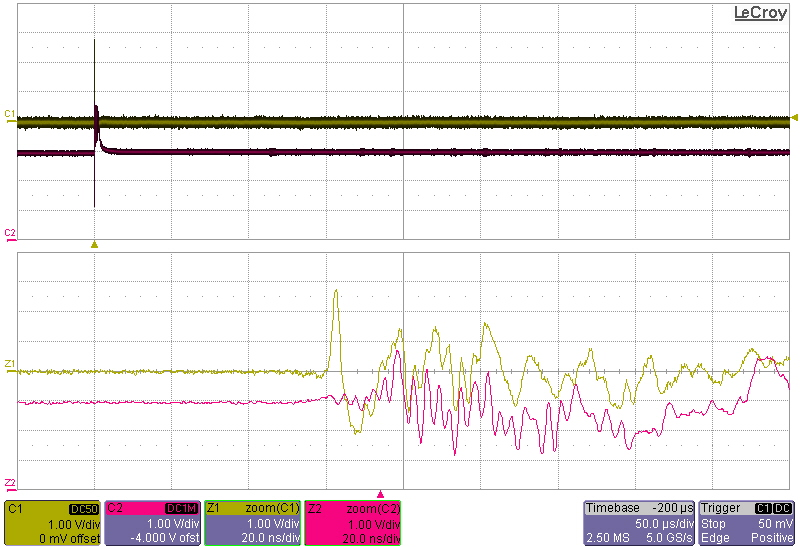 LeCroy
C1
C2
Z1
Z2
C1 DC50
1.00 V/div
0 mV offset
C2 DC1M
1.00 V/div
-4.000 V ofst
Z1 zoom(C1)
1.00 V/div
20.0 ns/div
Z2 zoom(C2)
1.00 V/div
20.0 ns/div
Timebase -200 µs
50.0 µs/div
2.50 MS 5.0 GS/s
Trigger C1 DC
Stop 50 mV
Edge Positive